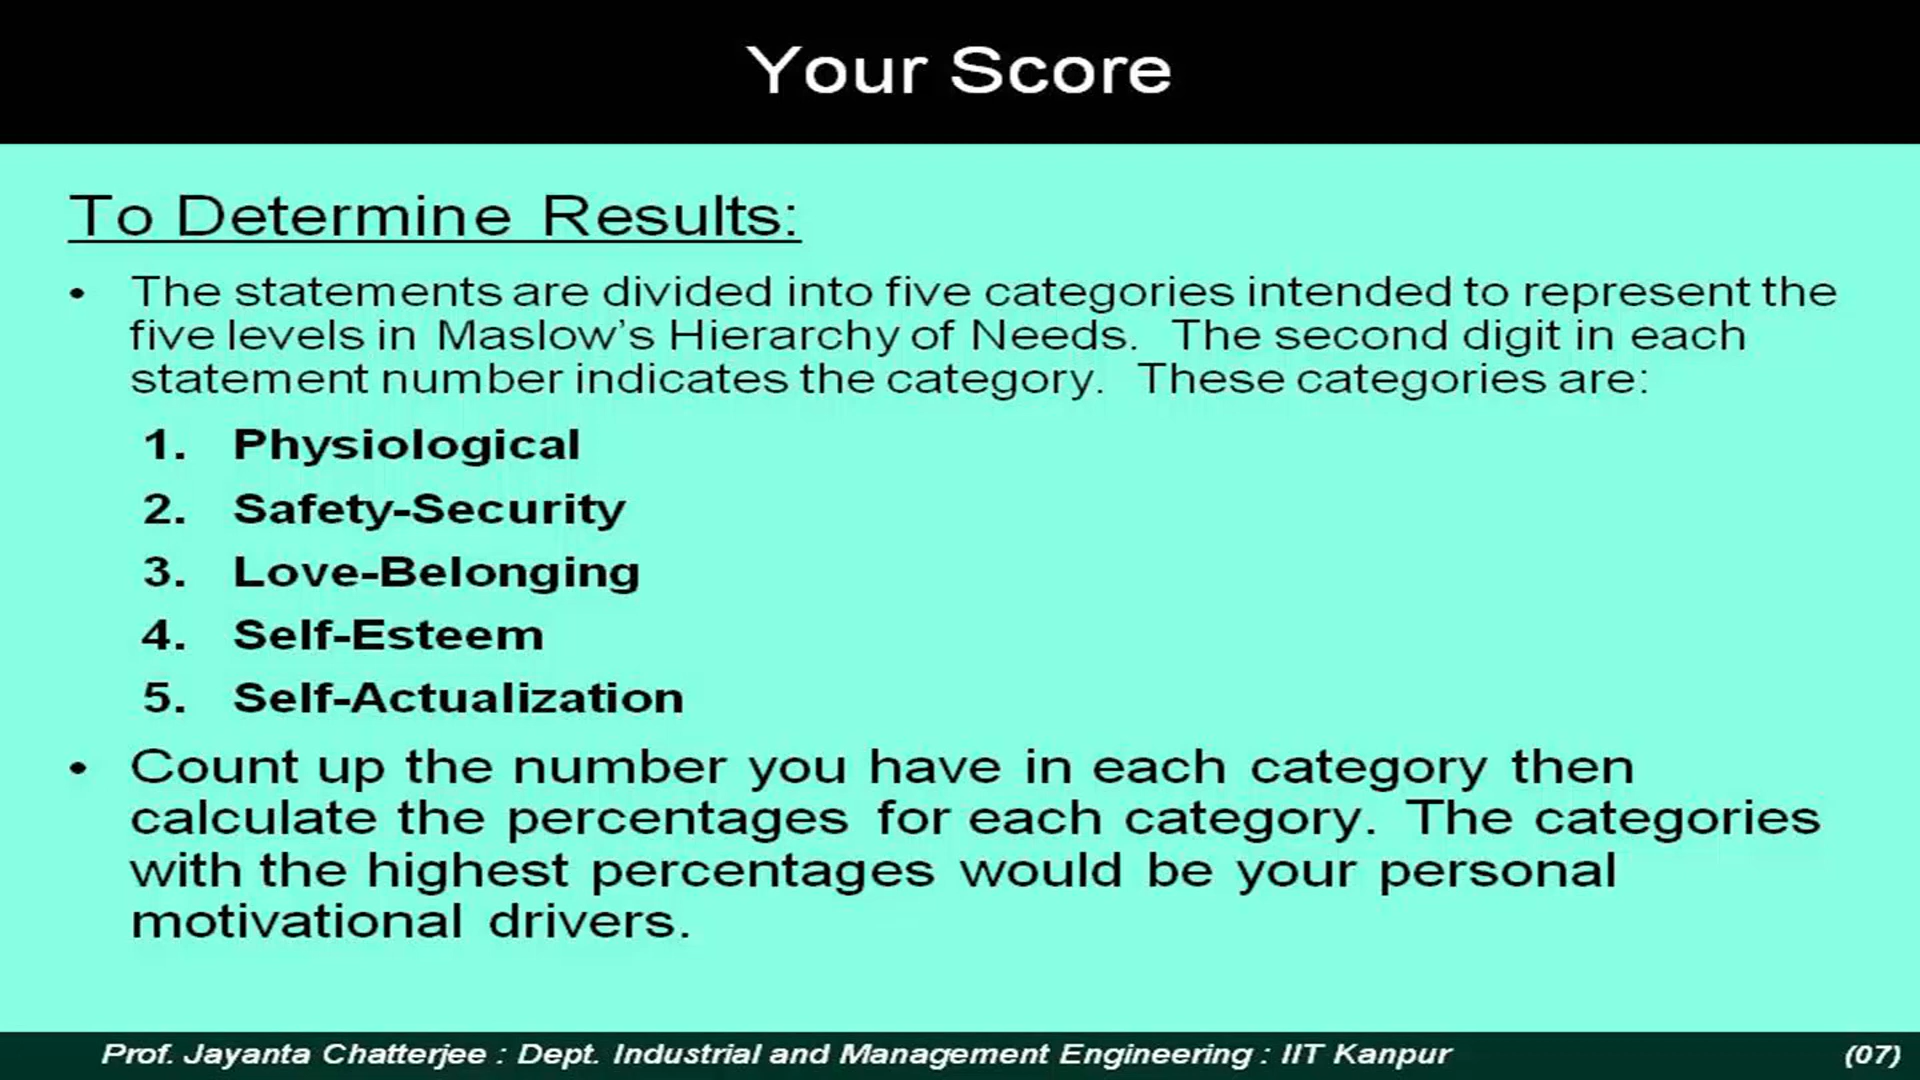 Your Score
To Determine Results:
• The statements are divided into five categories intended to represent the
five levels in Maslow's Hierarchy of Needs. The second digit in each
statement number indicates the category. These categories are:
1. Physiological
2. Safety-Security
3. Love-Belonging
4. Self-Esteem
5. Self-Actualization
• Count up the number you have in each category then
calculate the percentages for each category. The categories
with the highest percentages would be your personal
motivational drivers.
Prof. Jayanta Chatterjee : Dept. Industrial and Management Engineering : IIT Kanpur (07)